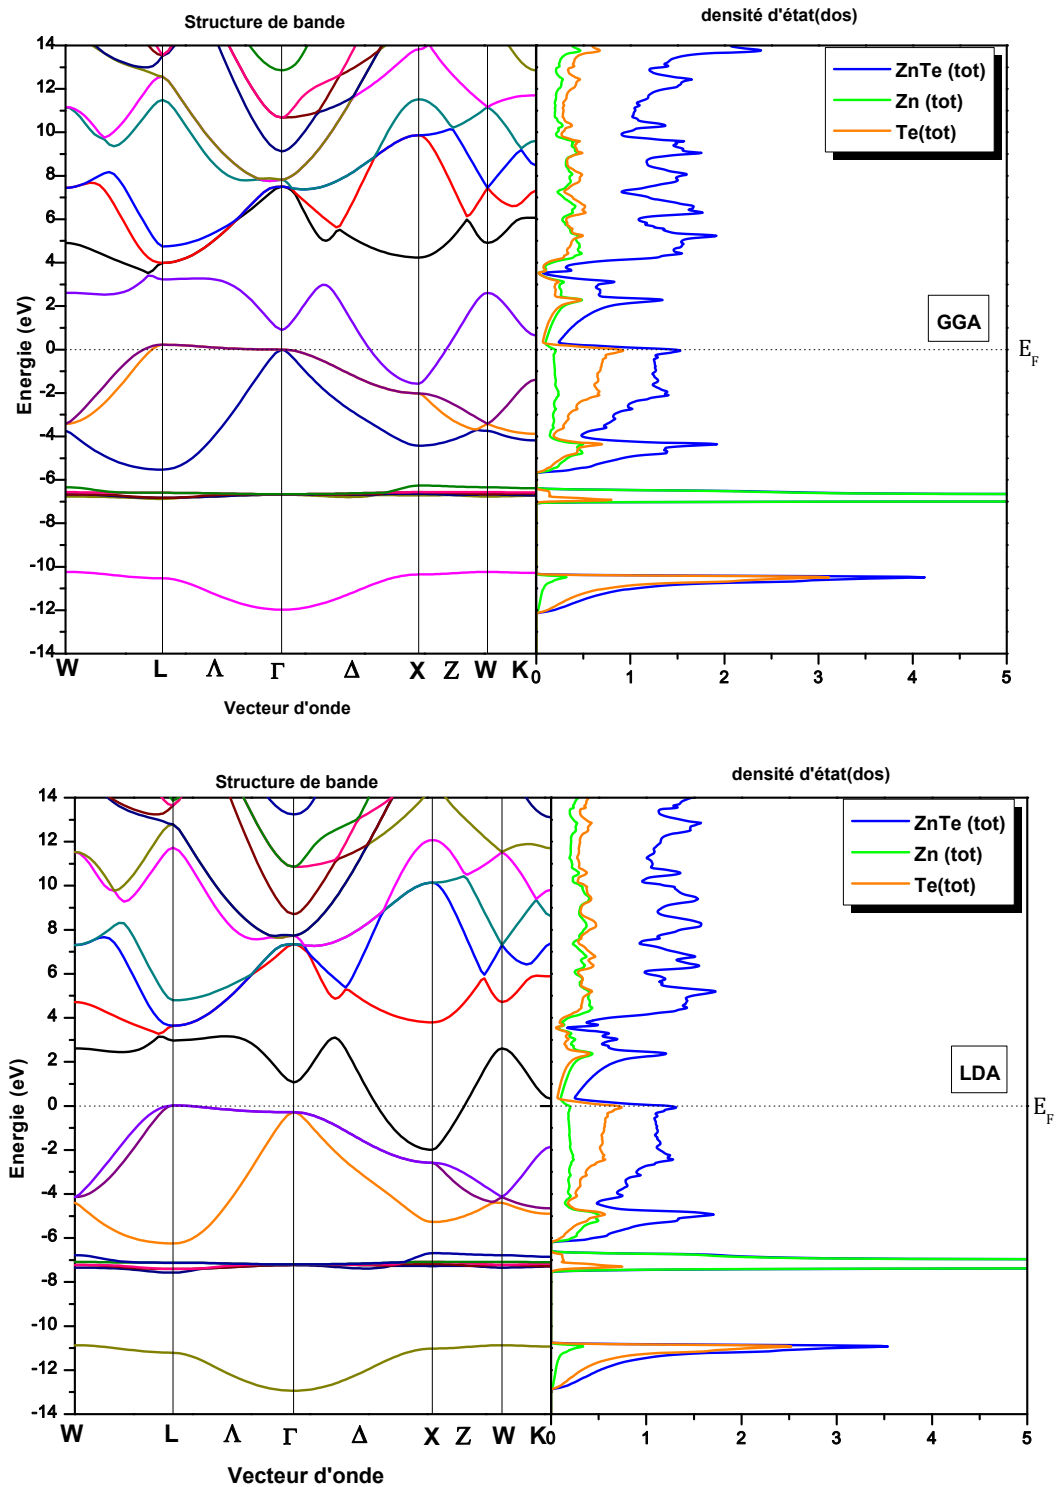 Structure de bande
densité d'état(dos)
14
12
10
8
6
4
2
0
-2
-4
-6
-8
-10
-12
-14
Energie (eV)
ZnTe (tot)
Zn (tot)
Te(tot)
GGA
E_F
W L Λ Γ Δ X Z W K
0 1 2 3 4 5
Vecteur d'onde
Structure de bande
densité d'état(dos)
14
12
10
8
6
4
2
0
-2
-4
-6
-8
-10
-12
-14
Energie (eV)
ZnTe (tot)
Zn (tot)
Te(tot)
LDA
E_F
W L Λ Γ Δ X Z W K
0 1 2 3 4 5
Vecteur d'onde